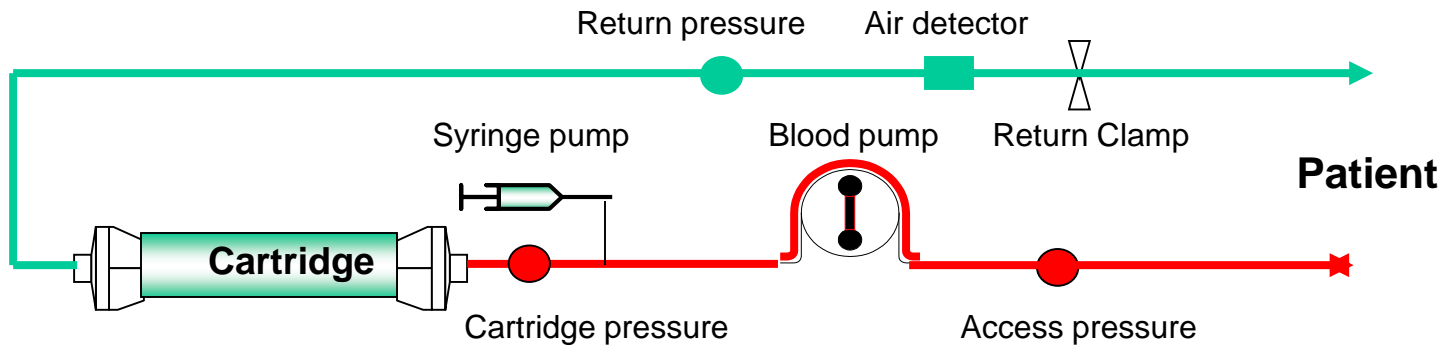 Return pressure
Air detector
Syringe pump
Blood pump
Return Clamp
Patient
Cartridge
Cartridge pressure
Access pressure